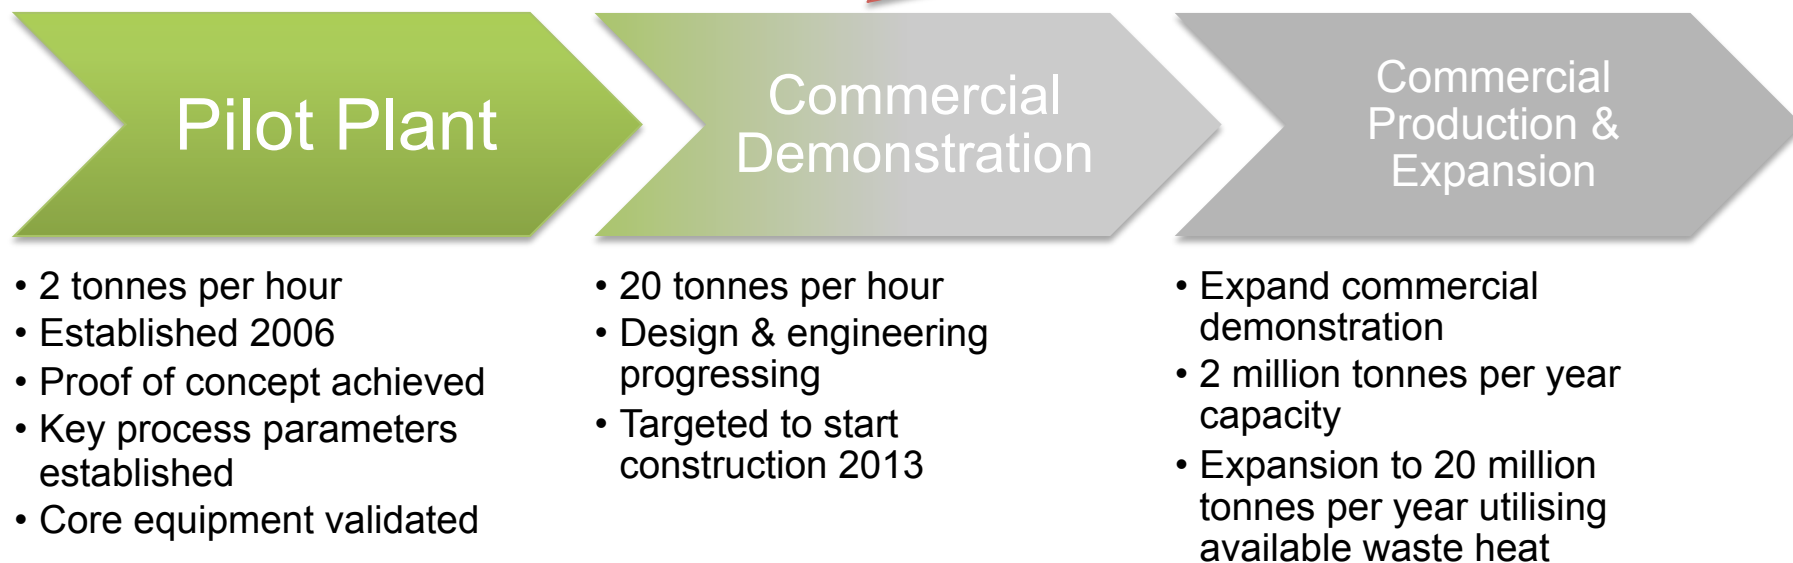 Pilot Plant
• 2 tonnes per hour
• Established 2006
• Proof of concept achieved
• Key process parameters
established
• Core equipment validated
Commercial
Demonstration
• 20 tonnes per hour
• Design & engineering
progressing
• Targeted to start
construction 2013
Commercial
Production &
Expansion
• Expand commercial
demonstration
• 2 million tonnes per year
capacity
• Expansion to 20 million
tonnes per year utilising
available waste heat